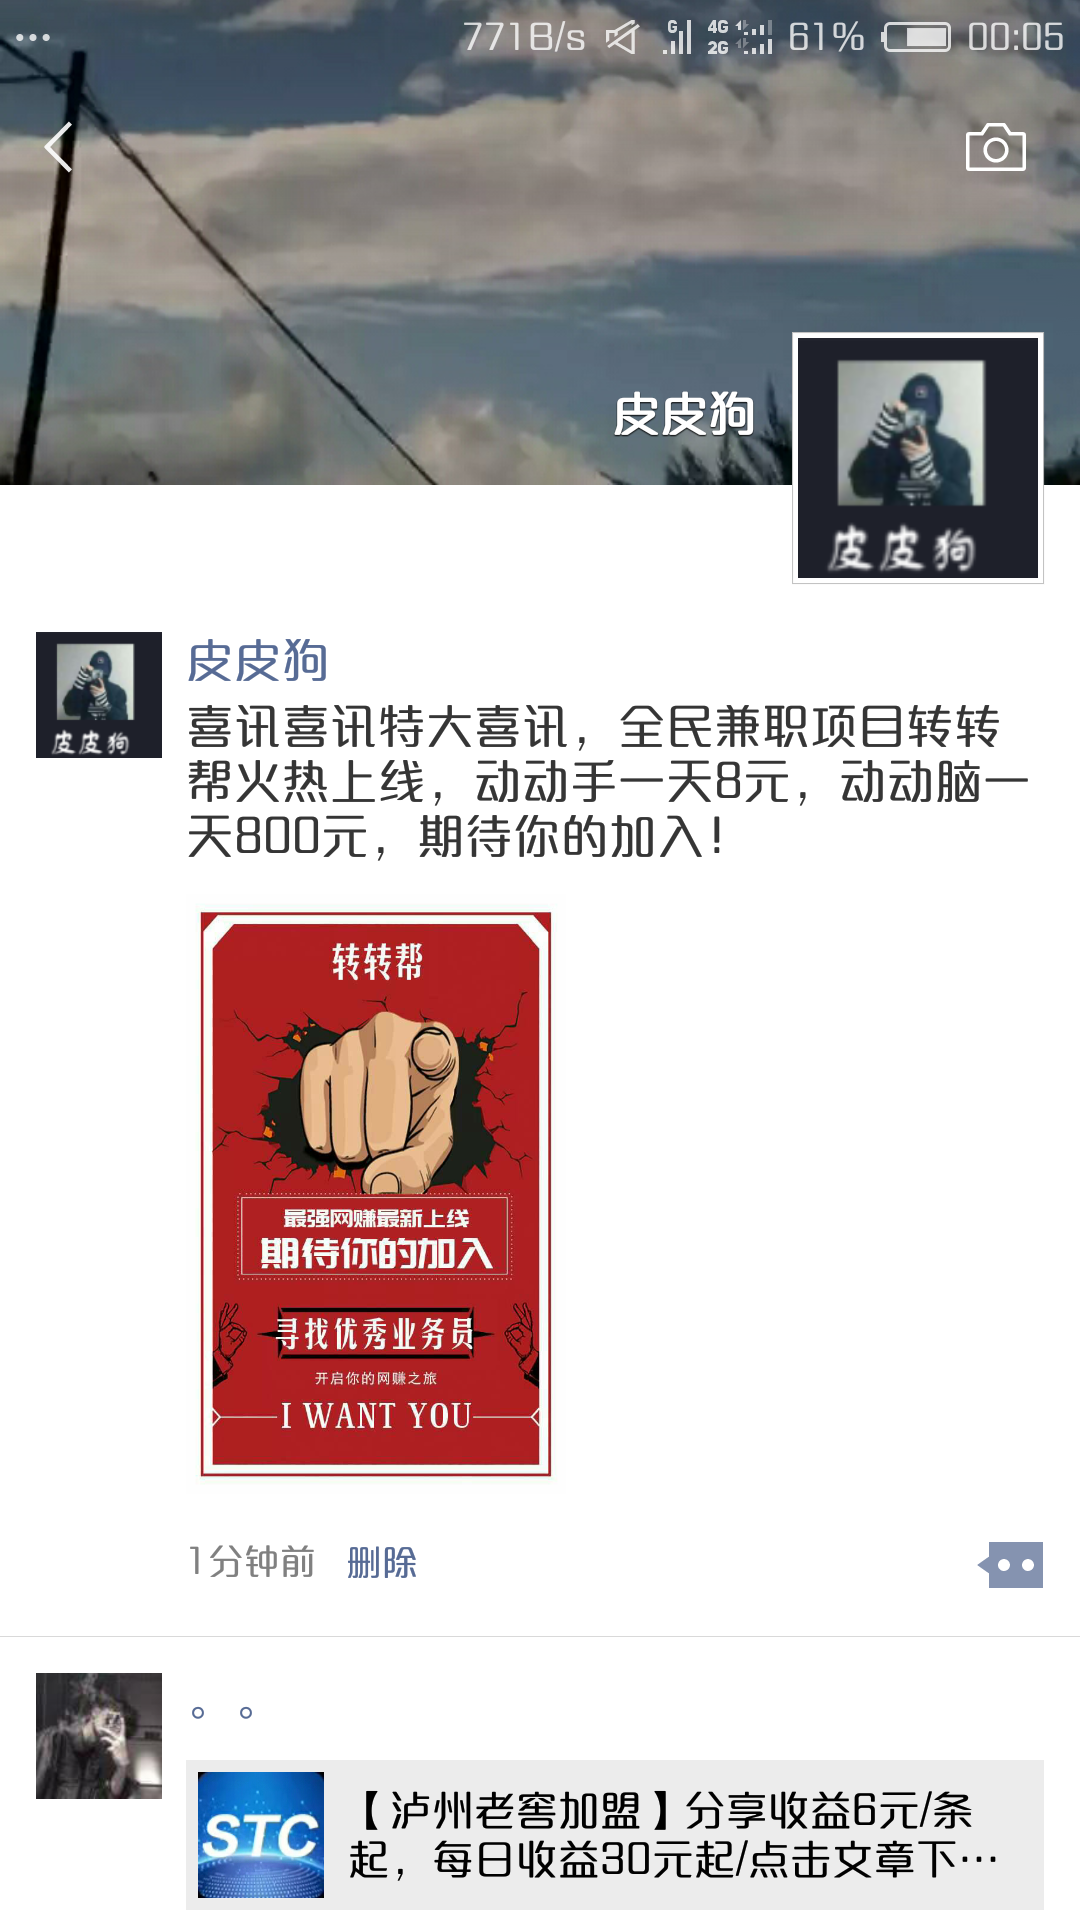 771B/s G 4G 2G 61% 00:05
皮皮狗
皮皮狗
皮皮狗
皮皮狗
喜讯喜讯特大喜讯，全民兼职项目转转
帮火热上线，动动手一天8元，动动脑一
天800元，期待你的加入！
转转帮
最强网赚最新上线
期待你的加入
寻找优秀业务员
开启你的网赚之旅
I WANT YOU
1分钟前 删除
。。
STC
【泸州老窖加盟】分享收益6元/条
起，每日收益30元起/点击文章下…